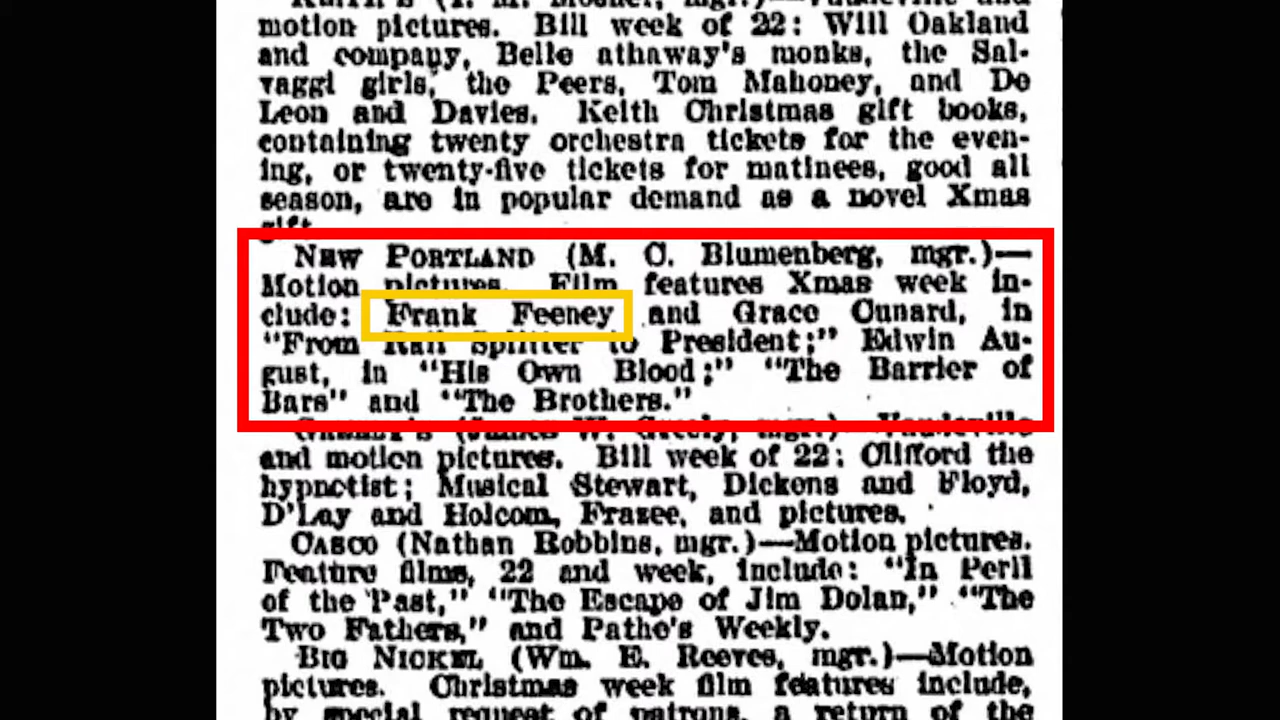 mgr.)—Vaudeville and
motion pictures. Bill week of 22: Will Oakland
and company, Belle athaway's monks, the Sal-
vaggi girls, the Peers, Tom Mahoney, and De
Leon and Davies. Keith Christmas gift books,
containing twenty orchestra tickets for the even-
ing, or twenty-five tickets for matinees, good all
season, are in popular demand as a novel Xmas
gift.
NEW PORTLAND (M. C. Blumenberg, mgr.)—
Motion pictures. Film features Xmas week in-
clude: Frank Feeney and Grace Cunard, in
"From Rail Splitter to President;" Edwin Au-
gust, in "His Own Blood;" "The Barrier of
Bars" and "The Brothers."
GREELY'S (James W. Greely, mgr.)—Vaudeville
and motion pictures. Bill week of 22: Clifford the
hypnotist; Musical Stewart, Dickens and Floyd,
D'Lay and Holcom, Frazee, and pictures.
CASCO (Nathan Robbins, mgr.)—Motion pictures.
Feature films, 22 and week, include: "In Peril
of the Past," "The Escape of Jim Dolan," "The
Two Fathers," and Pathe's Weekly.
BIG NICKEL (Wm. E. Reeves, mgr.)—Motion
pictures. Christmas week film features include,
by special request of patrons, a return of the